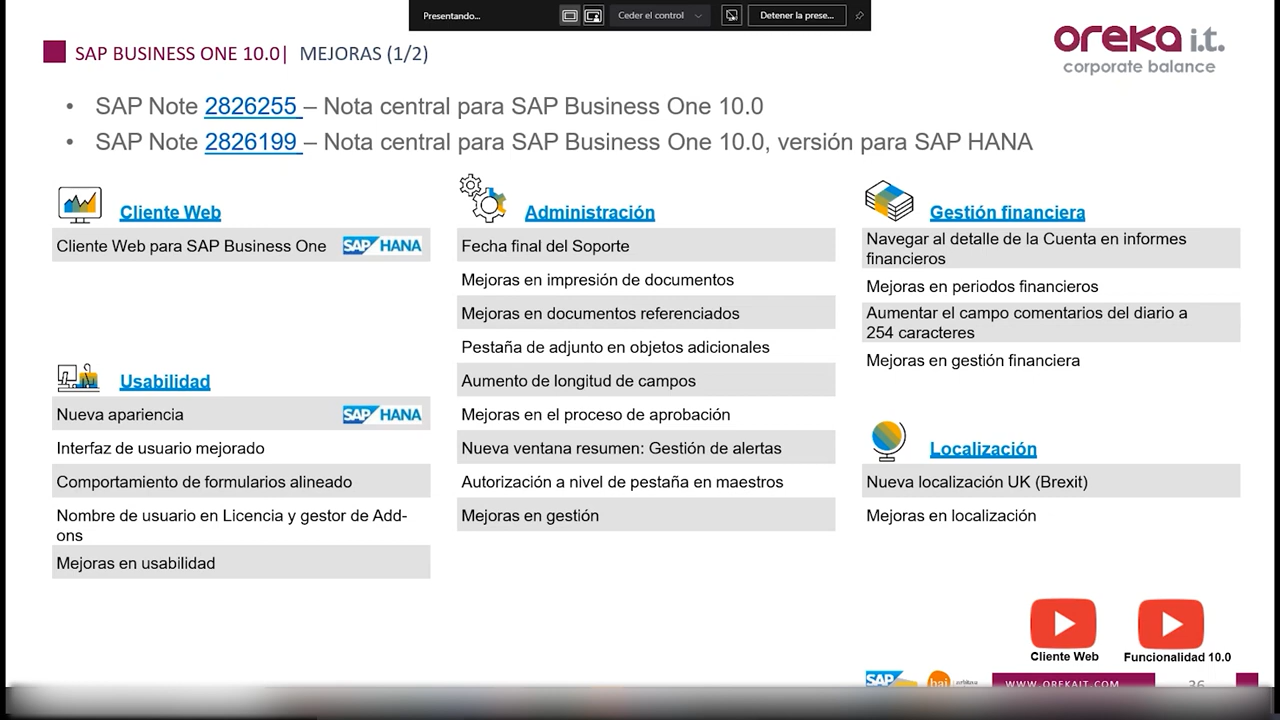 Presentando...
Ceder el control
Detener la prese...
SAP BUSINESS ONE 10.0| MEJORAS (1/2)
oreka i.t.
corporate balance
• SAP Note 2826255 – Nota central para SAP Business One 10.0
• SAP Note 2826199 – Nota central para SAP Business One 10.0, versión para SAP HANA
Cliente Web
Cliente Web para SAP Business One SAP HANA
Usabilidad
Nueva apariencia SAP HANA
Interfaz de usuario mejorado
Comportamiento de formularios alineado
Nombre de usuario en Licencia y gestor de Add-
ons
Mejoras en usabilidad
Administración
Fecha final del Soporte
Mejoras en impresión de documentos
Mejoras en documentos referenciados
Pestaña de adjunto en objetos adicionales
Aumento de longitud de campos
Mejoras en el proceso de aprobación
Nueva ventana resumen: Gestión de alertas
Autorización a nivel de pestaña en maestros
Mejoras en gestión
Gestión financiera
Navegar al detalle de la Cuenta en informes
financieros
Mejoras en periodos financieros
Aumentar el campo comentarios del diario a
254 caracteres
Mejoras en gestión financiera
Localización
Nueva localización UK (Brexit)
Mejoras en localización
Cliente Web
Funcionalidad 10.0
SAP
bai
WWW.OREKAIT.COM
36